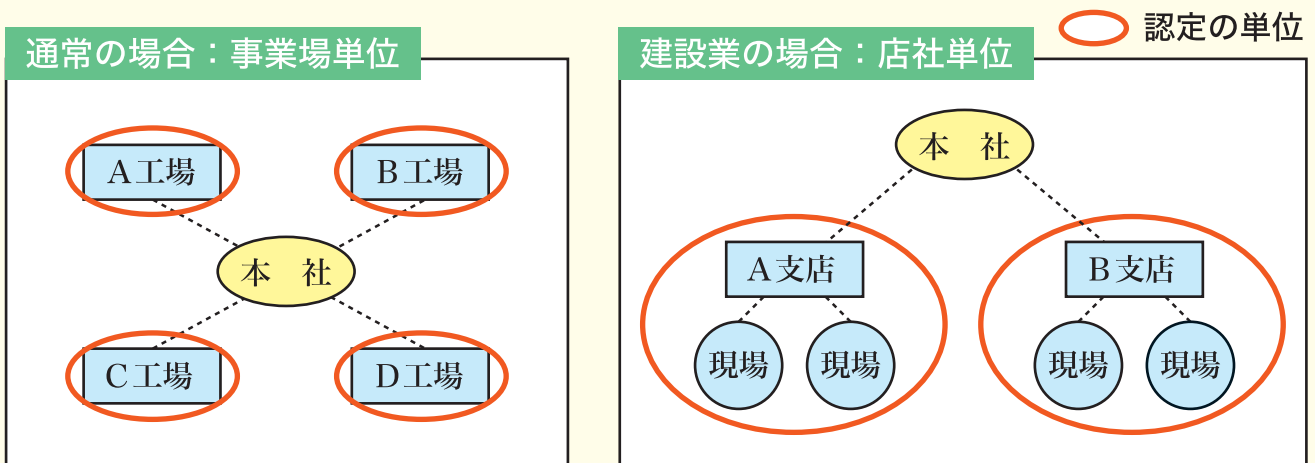 認定の単位
通常の場合：事業場単位
A工場
B工場
本　社
C工場
D工場
建設業の場合：店社単位
本　社
A支店
B支店
現場
現場
現場
現場